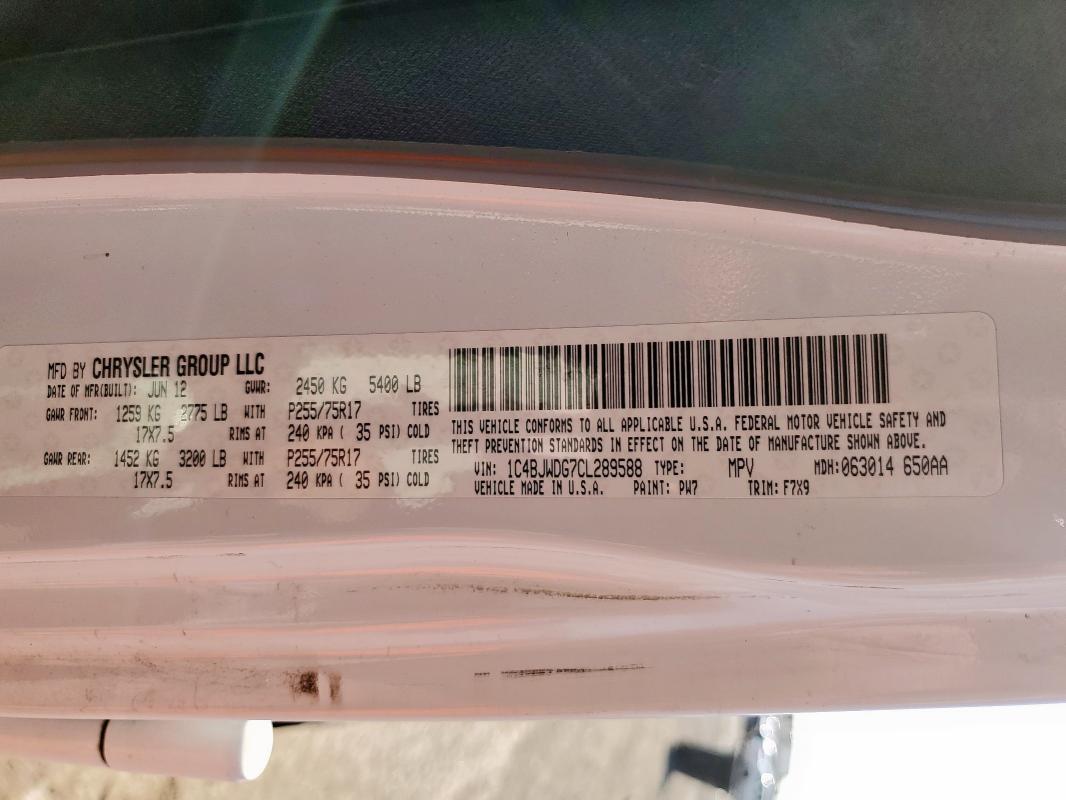 MFD BY CHRYSLER GROUP LLC
DATE OF MFR(BUILT): JUN 12 GVWR: 2450 KG 5400 LB
GAWR FRONT: 1259 KG 2775 LB WITH P255/75R17 TIRES
17X7.5 RIMS AT 240 KPA ( 35 PSI) COLD
GAWR REAR: 1452 KG 3200 LB WITH P255/75R17 TIRES
17X7.5 RIMS AT 240 KPA ( 35 PSI) COLD
THIS VEHICLE CONFORMS TO ALL APPLICABLE U.S.A. FEDERAL MOTOR VEHICLE SAFETY AND
THEFT PREVENTION STANDARDS IN EFFECT ON THE DATE OF MANUFACTURE SHOWN ABOVE.
VIN: 1C4BJWDG7CL289588 TYPE: MPV MDH: 063014 650AA
VEHICLE MADE IN U.S.A. PAINT: PW7 TRIM: F7X9